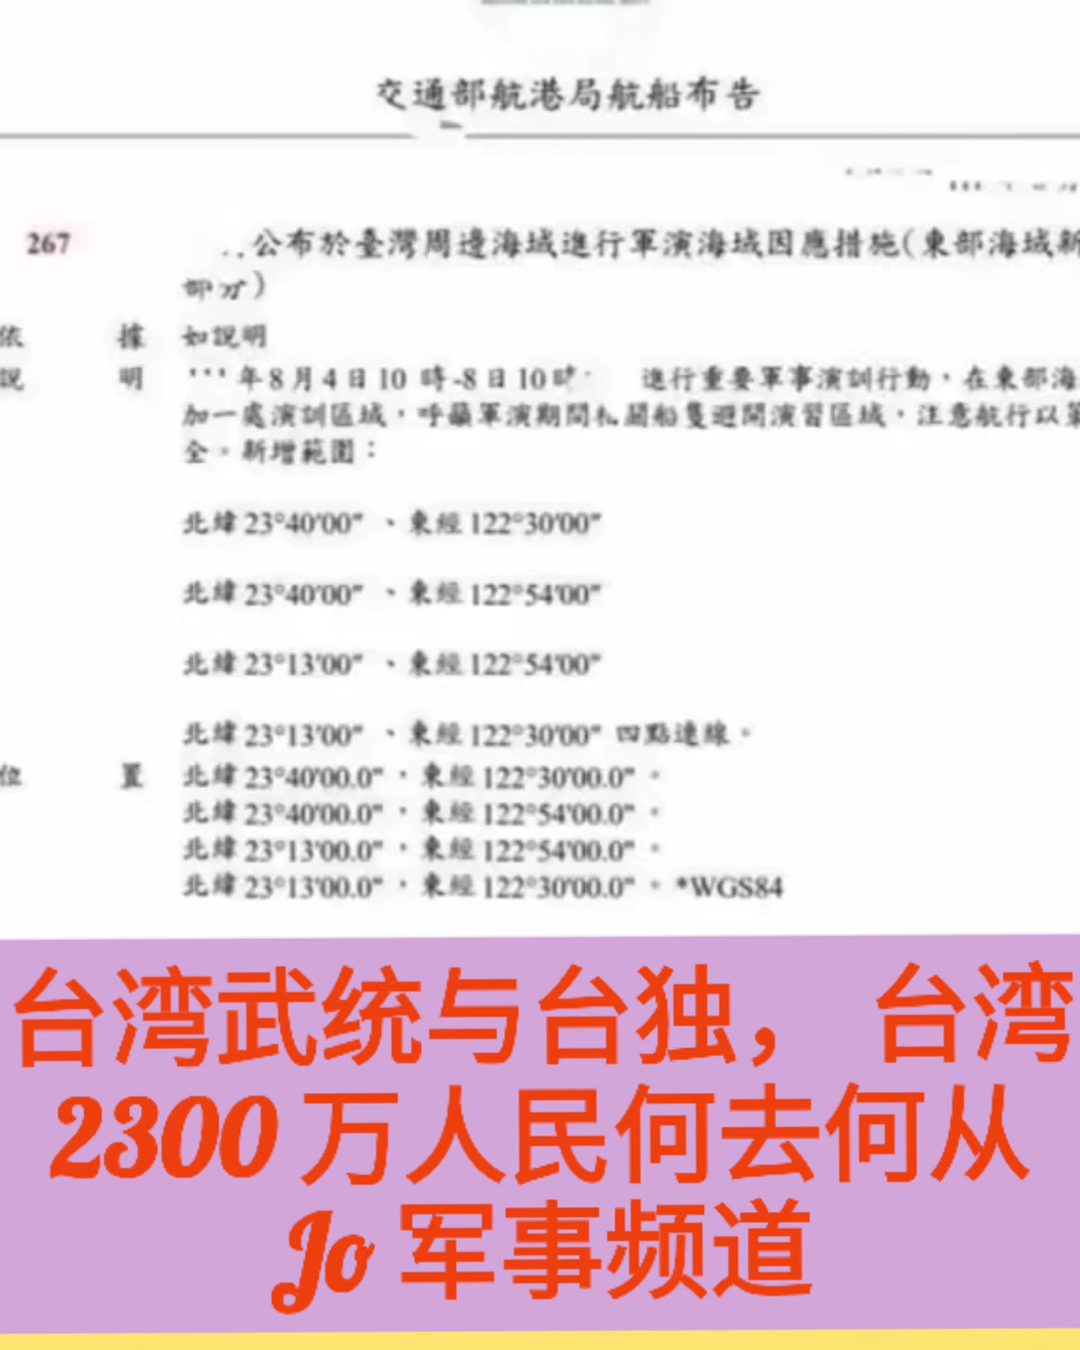 交通部航港局航船布告
267 公布於臺灣周邊海域進行軍演海域因應措施(東部海域新
部分)
依 據 如說明
說 明 年8月4日10 時-8日10時 進行重要軍事演訓行動，在東部海
加一處演訓區域，呼籲軍演期間 船隻避開演習區域，注意航行以策
全。新增範圍：
北緯23°40'00" 、東經122°30'00"
北緯23°40'00" 、東經122°54'00"
北緯23°13'00" 、東經122°54'00"
北緯23°13'00" 、東經122°30'00" 四點連線。
位 置 北緯23°40'00.0"，東經122°30'00.0"。
北緯23°40'00.0"，東經122°54'00.0"。
北緯23°13'00.0"，東經122°54'00.0"。
北緯23°13'00.0"，東經122°30'00.0"。*WGS84
台湾武统与台独， 台湾
2300 万人民何去何从
Jo 军事频道